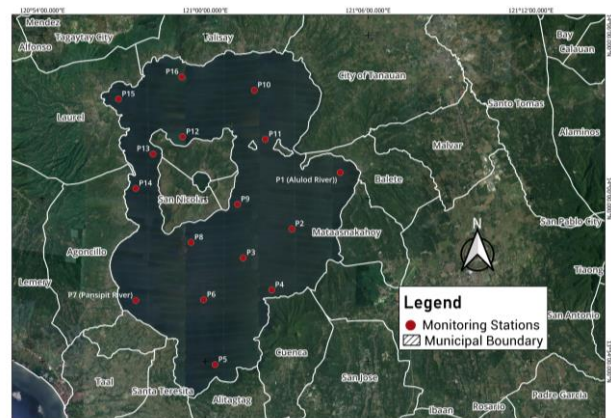 120°54'00.000"E
121°00'00.000"E
121°06'00.000"E
121°12'00.000"E
Mendez
Tagaytay City
Alfonso
Talisay
Bay
Calauan
P16
P10
City of Tanauan
P15
Santo Tomas
Laurel
Alaminos
P12
P11
Malvar
P13
P1 (Alulod River))
Balete
P14
San Nicolas
P9
San Pablo City
P2
Mataasnakahoy
N
P8
Agoncillo
P3
Tiaong
Lemery
P4
P7 (Pansipit River)
P6
Legend
Monitoring Stations
Municipal Boundary
San Antonio
P5
Cuenca
Taal
San Jose
Santa Teresita
Alitagtag
Padre Garcia
Rosario
Ibaan